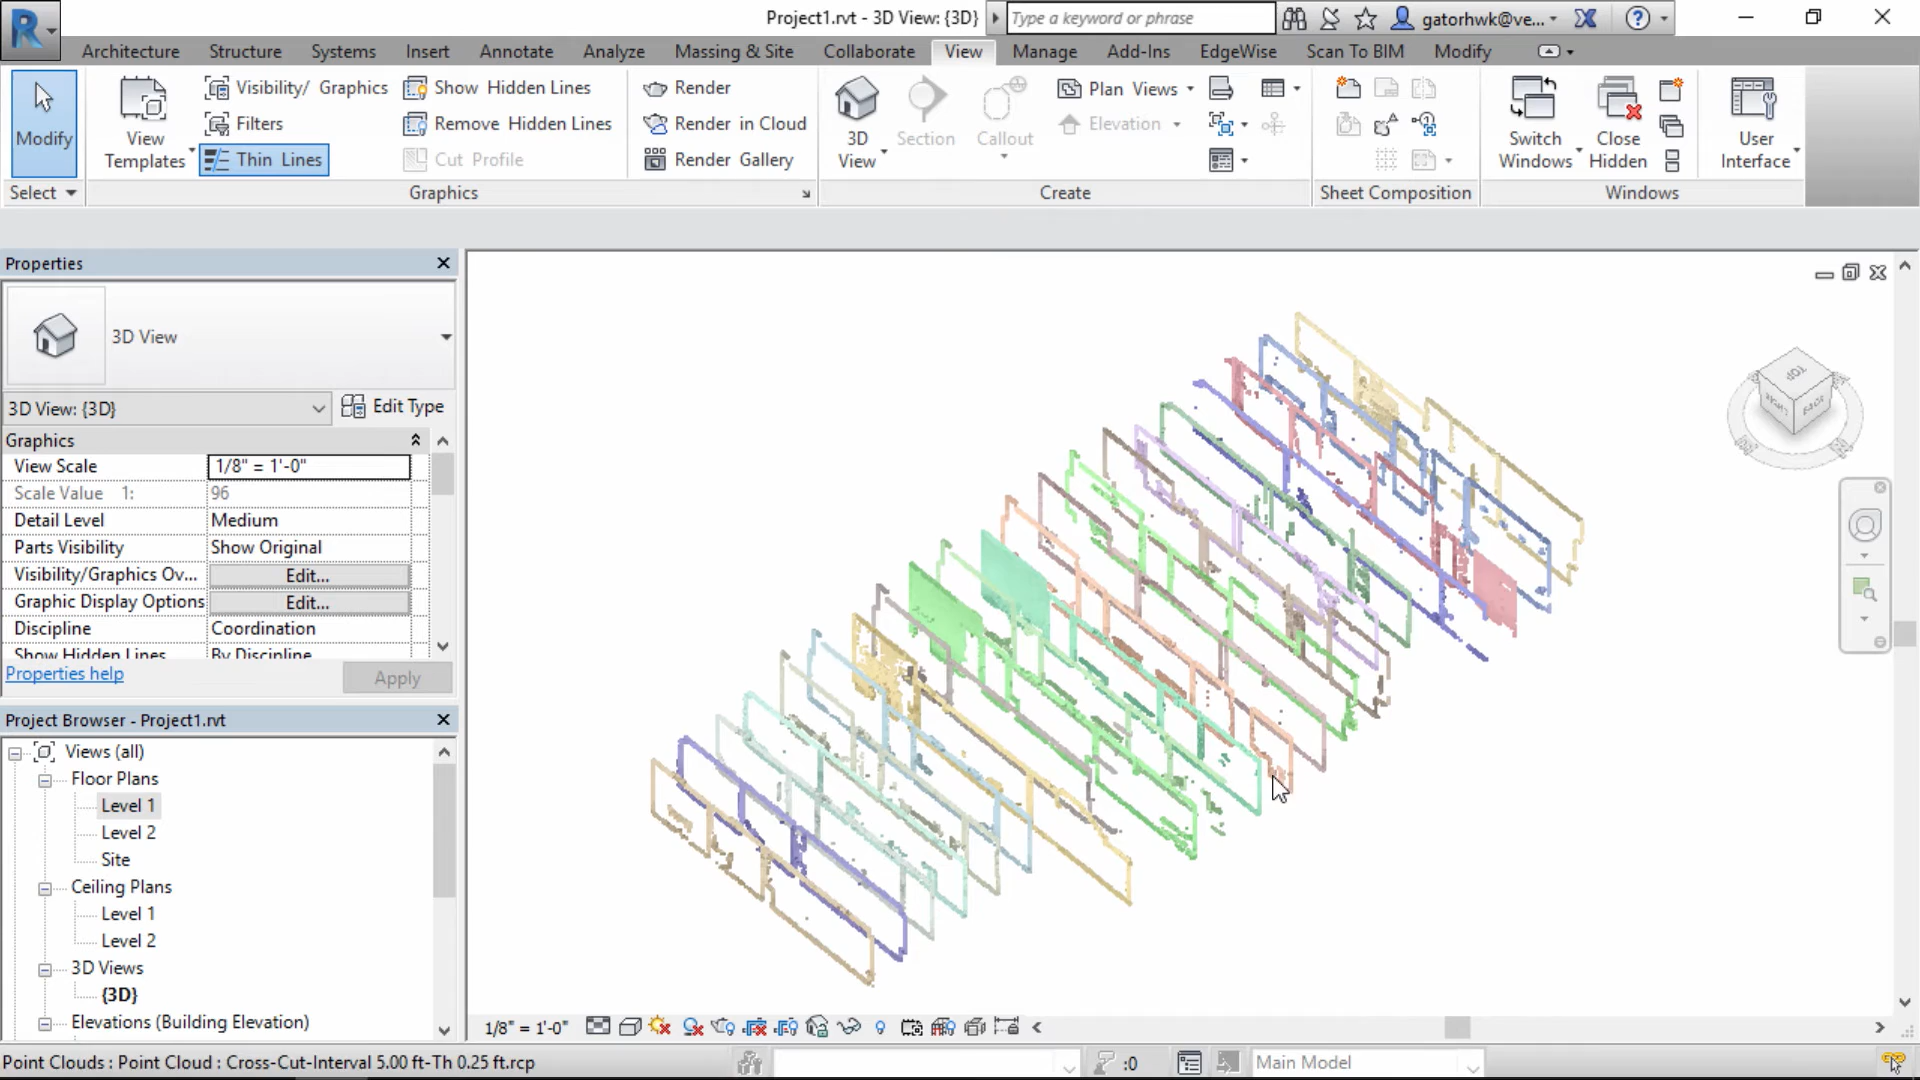 Project1.rvt - 3D View: {3D}
Type a keyword or phrase
gatorhwk@ve...
Architecture Structure Systems Insert Annotate Analyze Massing & Site Collaborate View Manage Add-Ins EdgeWise Scan To BIM Modify
Modify
View Templates
Visibility/ Graphics
Filters
Thin Lines
Show Hidden Lines
Remove Hidden Lines
Cut Profile
Render
Render in Cloud
Render Gallery
3D View
Section
Callout
Plan Views
Elevation
Switch Windows
Close Hidden
User Interface
Select
Graphics
Create
Sheet Composition
Windows
Properties
3D View
3D View: {3D}
Edit Type
Graphics
View Scale 1/8" = 1'-0"
Scale Value 1: 96
Detail Level Medium
Parts Visibility Show Original
Visibility/Graphics Ov... Edit...
Graphic Display Options Edit...
Discipline Coordination
Show Hidden Lines By Discipline
Properties help
Apply
Project Browser - Project1.rvt
Views (all)
Floor Plans
Level 1
Level 2
Site
Ceiling Plans
Level 1
Level 2
3D Views
{3D}
Elevations (Building Elevation)
TOP
RIGHT
BACK
1/8" = 1'-0"
Point Clouds : Point Cloud : Cross-Cut-Interval 5.00 ft-Th 0.25 ft.rcp
:0
Main Model